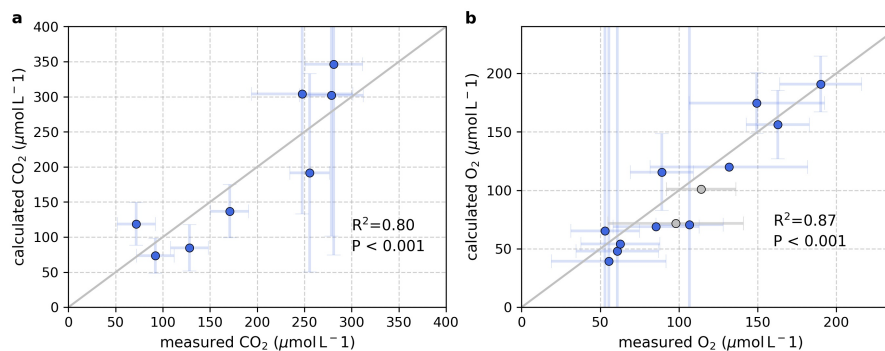 a
400
350
300
250
200
150
100
50
0
calculated CO₂ (μmol L − 1)
R²=0.80
P < 0.001
0 50 100 150 200 250 300 350 400
measured CO₂ (μmol L − 1)
b
200
150
100
50
0
calculated O₂ (μmol L − 1)
R²=0.87
P < 0.001
0 50 100 150 200
measured O₂ (μmol L − 1)